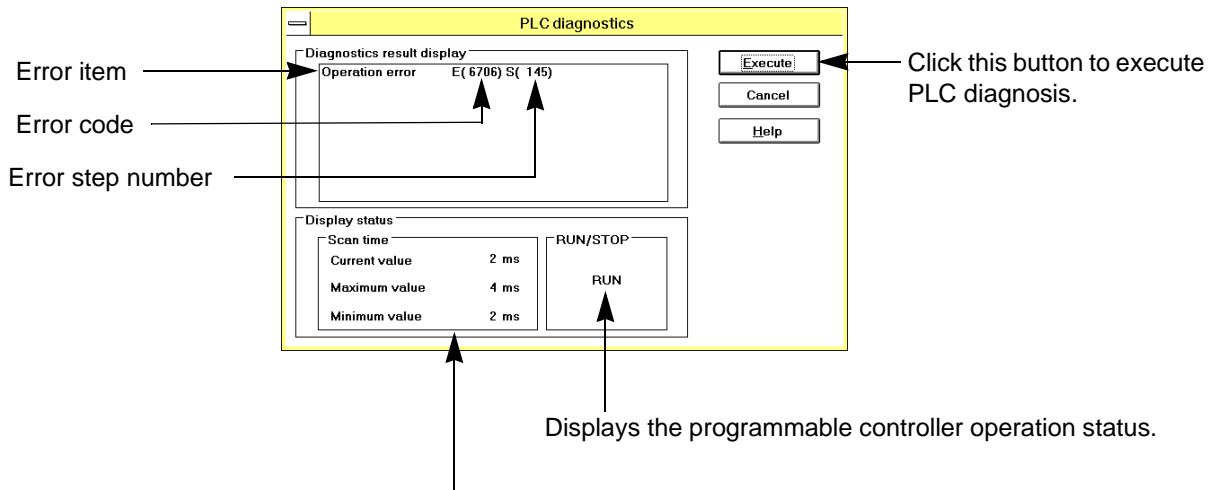 PLC diagnostics
Diagnostics result display
Error item
Operation error E( 6706) S( 145)
Execute
Click this button to execute
PLC diagnosis.
Cancel
Error code
Help
Error step number
Display status
Scan time
RUN/STOP
Current value 2 ms
Maximum value 4 ms
RUN
Minimum value 2 ms
Displays the programmable controller operation status.